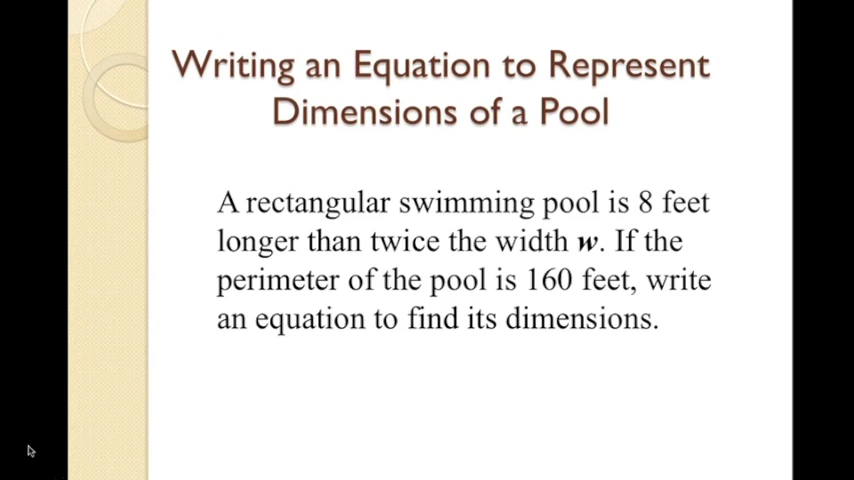 Writing an Equation to Represent
Dimensions of a Pool
A rectangular swimming pool is 8 feet
longer than twice the width w. If the
perimeter of the pool is 160 feet, write
an equation to find its dimensions.